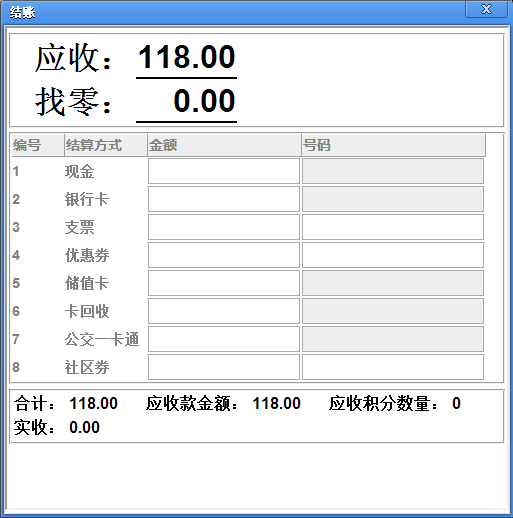 结账
应收：118.00
找零：0.00
编号 结算方式 金额 号码
1 现金
2 银行卡
3 支票
4 优惠券
5 储值卡
6 卡回收
7 公交一卡通
8 社区券
合计：118.00 应收款金额：118.00 应收积分数量：0
实收：0.00